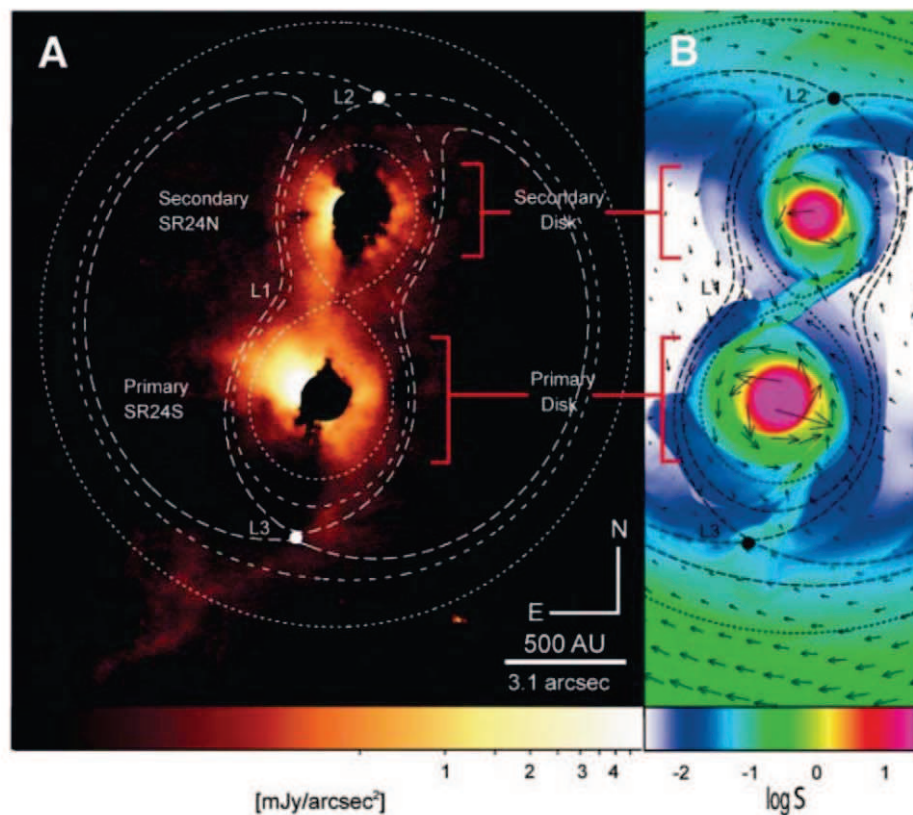 A
B
L2
L2
Secondary
SR24N
Secondary
Disk
L1
L1
Primary
SR24S
Primary
Disk
L3
L3
N
E
500 AU
3.1 arcsec
1 2 3 4
-2 -1 0 1
[mJy/arcsec²]
log S